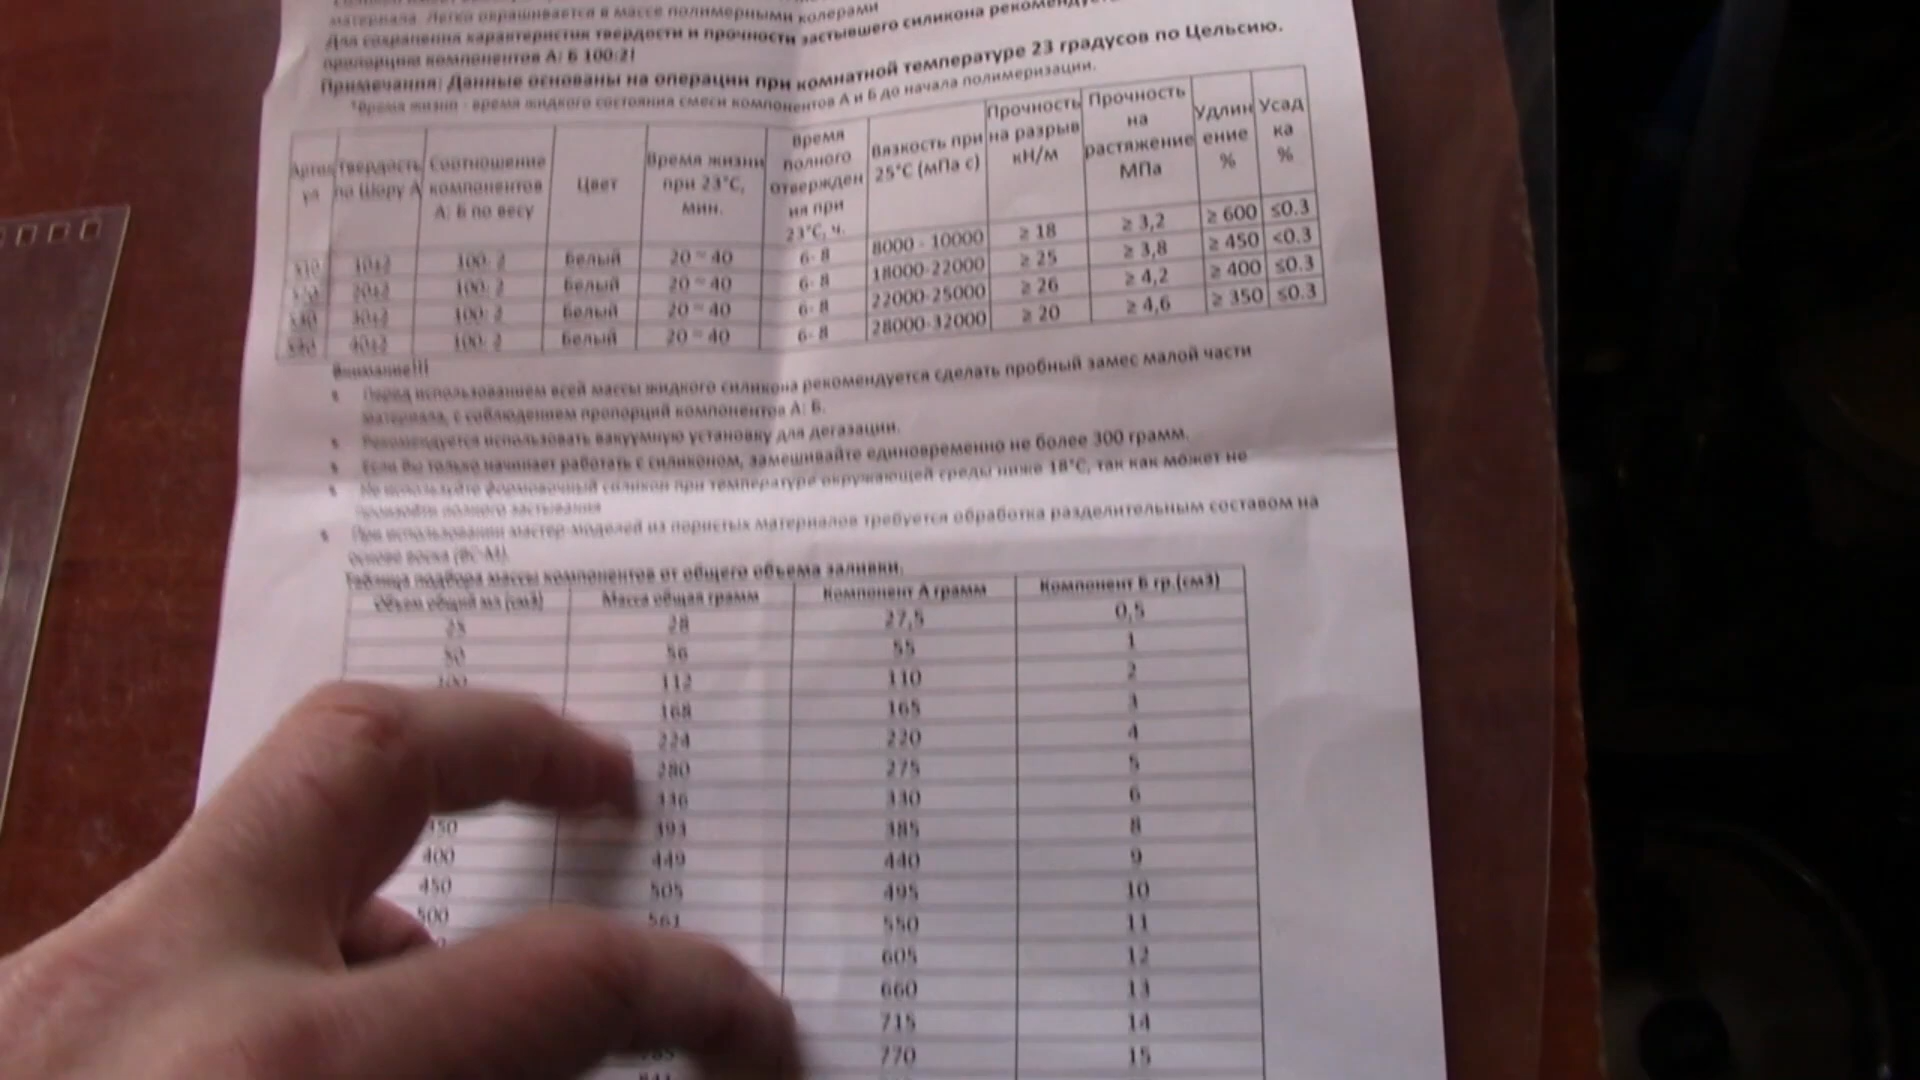 материала. Легко окрашивается в массе полимерными колерами
Для сохранения характеристик твердости и прочности застывшего силикона
пропорцию компонентов А: Б 100:2!
Примечания: Данные основаны на операции при комнатной температуре 23 градусов по Цельсию.
*Время жизни - время жидкого состояния смеси компонентов А и Б до начала полимеризации.
Артик
ул
Твердость
по Шору А
Соотношение
компонентов
А: Б по весу
Цвет
Время жизни
при 23°С,
мин.
Время
полного
отвержден
ия при
23°С, ч.
Вязкость при
25°С (мПа с)
Прочность
на разрыв
кН/м
Прочность
на
растяжение
МПа
Удлин
ение
%
Усад
ка
%
10±2 100: 2 Белый 20 ~ 40 6- 8 8000 - 10000 ≥ 18 ≥ 3,2 ≥ 600 ≤0.3
20±2 100: 2 Белый 20 ~ 40 6- 8 18000-22000 ≥ 25 ≥ 3,8 ≥ 450 <0.3
30±2 100: 2 Белый 20 ~ 40 6- 8 22000-25000 ≥ 26 ≥ 4,2 ≥ 400 ≤0.3
40±2 100: 2 Белый 20 ~ 40 6- 8 28000-32000 ≥ 20 ≥ 4,6 ≥ 350 ≤0.3
Внимание!!!
Перед использованием всей массы жидкого силикона рекомендуется сделать пробный замес малой части
материала, с соблюдением пропорций компонентов А: Б.
Рекомендуется использовать вакуумную установку для дегазации.
Если Вы только начинает работать с силиконом, замешивайте единовременно не более 300 грамм.
Не используйте формовочный силикон при температуре окружающей среды ниже 18°С, так как может не
произойти полного застывания
При использовании мастер-моделей из пористых материалов требуется обработка разделительным составом на
основе воска
Таблица подбора массы компонентов от общего объема заливки.
Объем общий мл (см3) Масса общая грамм Компонент А грамм Компонент Б гр.(см3)
25 28 27,5 0,5
50 56 55 1
100 112 110 2
168 165 3
224 220 4
280 275 5
336 330 6
350 393 385 8
400 449 440 9
450 505 495 10
500 561 550 11
605 12
660 13
715 14
785 770 15